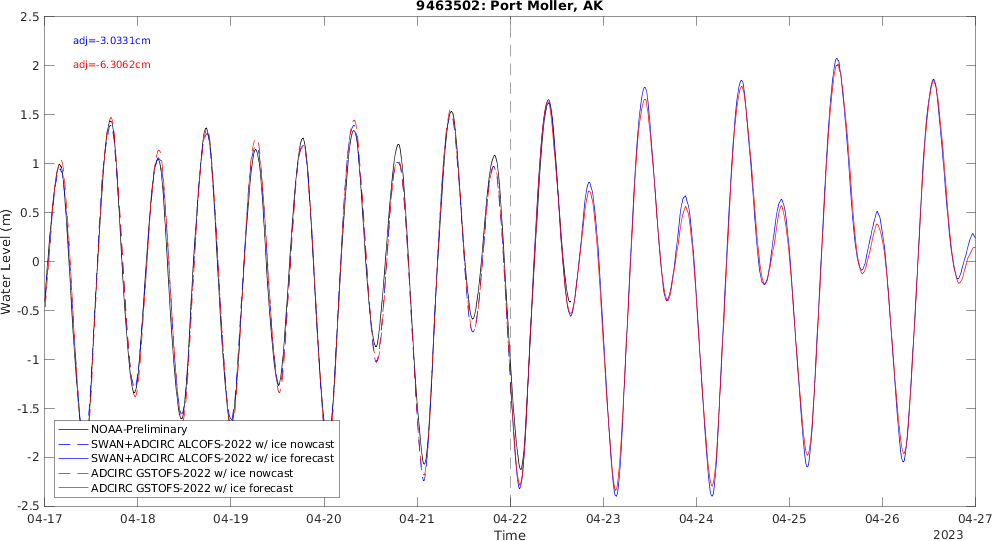 9463502: Port Moller, AK
adj=-3.0331cm
adj=-6.3062cm
Water Level (m)
2.5
2
1.5
1
0.5
0
-0.5
-1
-1.5
-2
-2.5
NOAA-Preliminary
SWAN+ADCIRC ALCOFS-2022 w/ ice nowcast
SWAN+ADCIRC ALCOFS-2022 w/ ice forecast
ADCIRC GSTOFS-2022 w/ ice nowcast
ADCIRC GSTOFS-2022 w/ ice forecast
04-17 04-18 04-19 04-20 04-21 04-22 04-23 04-24 04-25 04-26 04-27
Time
2023